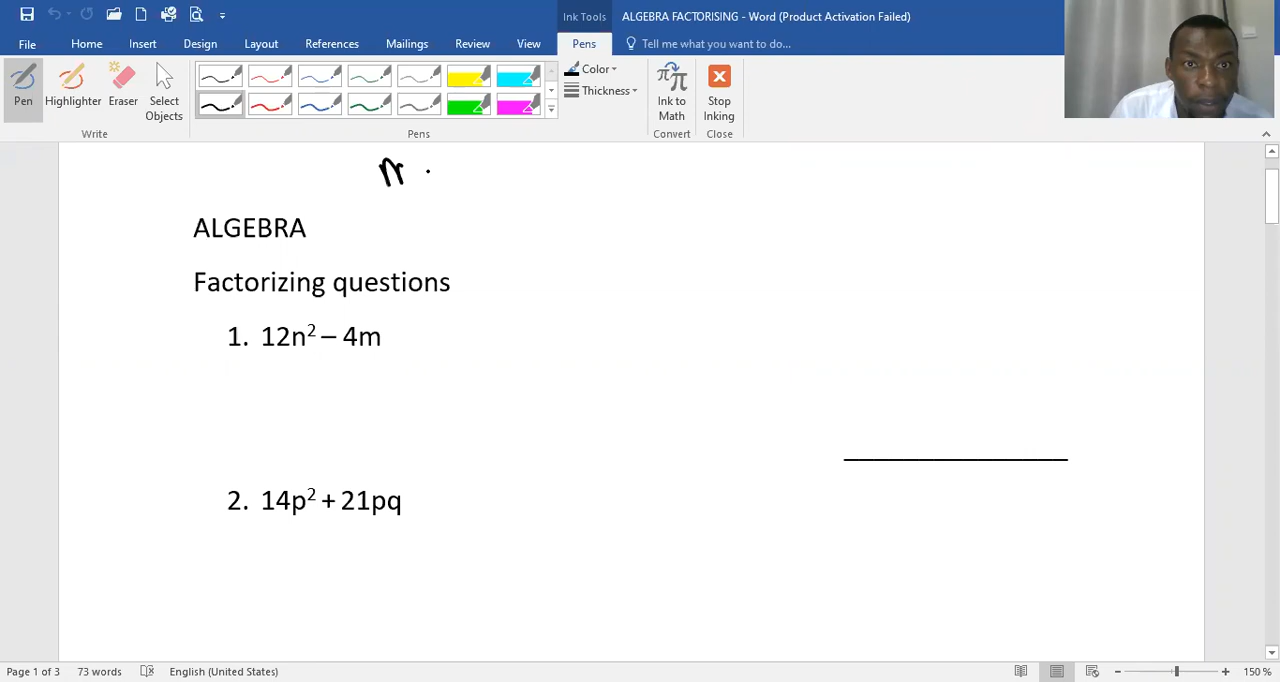 ALGEBRA FACTORISING - Word (Product Activation Failed)
Ink Tools
File Home Insert Design Layout References Mailings Review View Pens Tell me what you want to do...
Pen Highlighter Eraser Select Objects
Color
Thickness
Ink to Math
Stop Inking
Write Pens Convert Close
ALGEBRA
Factorizing questions
1. 12n² – 4m
2. 14p² + 21pq
Page 1 of 3 73 words English (United States) 150 %